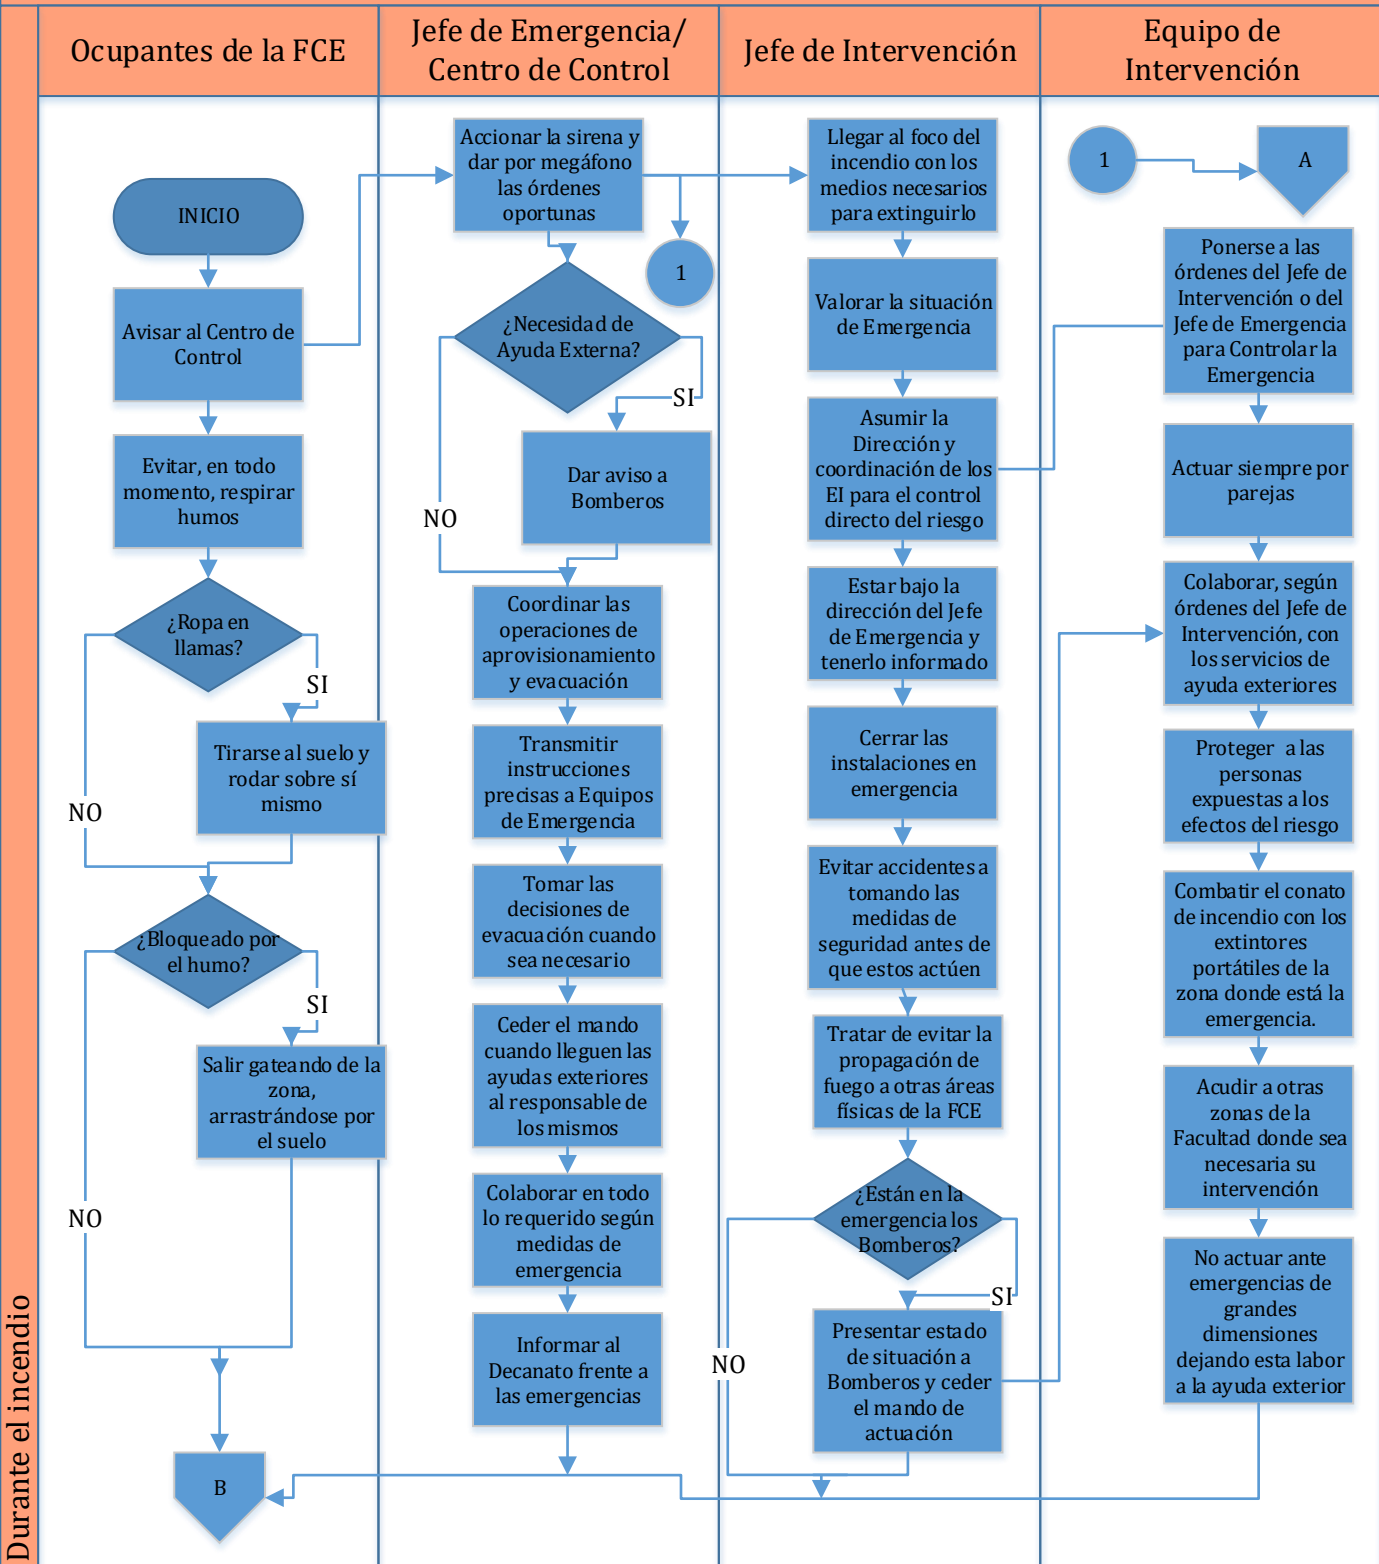 Ocupantes de la FCE
Jefe de Emergencia/
Centro de Control
Jefe de Intervención
Equipo de
Intervención
Durante el incendio
INICIO
Avisar al Centro de
Control
Evitar, en todo
momento, respirar
humos
¿Ropa en
llamas?
SI
NO
Tirarse al suelo y
rodar sobre sí
mismo
¿Bloqueado por
el humo?
SI
NO
Salir gateando de la
zona,
arrastrándose por
el suelo
B
Accionar la sirena y
dar por megáfono
las órdenes
oportunas
1
¿Necesidad de
Ayuda Externa?
SI
NO
Dar aviso a
Bomberos
Coordinar las
operaciones de
aprovisionamiento
y evacuación
Transmitir
instrucciones
precisas a Equipos
de Emergencia
Tomar las
decisiones de
evacuación cuando
sea necesario
Ceder el mando
cuando lleguen las
ayudas exteriores
al responsable de
los mismos
Colaborar en todo
lo requerido según
medidas de
emergencia
Informar al
Decanato frente a
las emergencias
Llegar al foco del
incendio con los
medios necesarios
para extinguirlo
Valorar la situación
de Emergencia
Asumir la
Dirección y
coordinación de los
EI para el control
directo del riesgo
Estar bajo la
dirección del Jefe
de Emergencia y
tenerlo informado
Cerrar las
instalaciones en
emergencia
Evitar accidentes a
tomando las
medidas de
seguridad antes de
que estos actúen
Tratar de evitar la
propagación de
fuego a otras áreas
físicas de la FCE
¿Están en la
emergencia los
Bomberos?
SI
NO
Presentar estado
de situación a
Bomberos y ceder
el mando de
actuación
1
A
Ponerse a las
órdenes del Jefe de
Intervención o del
Jefe de Emergencia
para Controlar la
Emergencia
Actuar siempre por
parejas
Colaborar, según
órdenes del Jefe de
Intervención, con
los servicios de
ayuda exteriores
Proteger a las
personas
expuestas a los
efectos del riesgo
Combatir el conato
de incendio con los
extintores
portátiles de la
zona donde está la
emergencia.
Acudir a otras
zonas de la
Facultad donde sea
necesaria su
intervención
No actuar ante
emergencias de
grandes
dimensiones
dejando esta labor
a la ayuda exterior